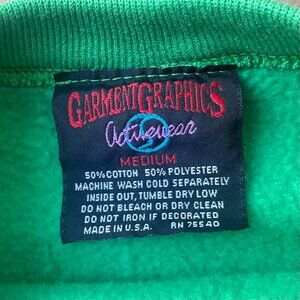 GARMENTGRAPHICS
Activewear
MEDIUM
50% COTTON 50% POLYESTER
MACHINE WASH COLD SEPARATELY
INSIDE OUT, TUMBLE DRY LOW
DO NOT BLEACH OR DRY CLEAN
DO NOT IRON IF DECORATED
MADE IN U.S.A. RN 75540